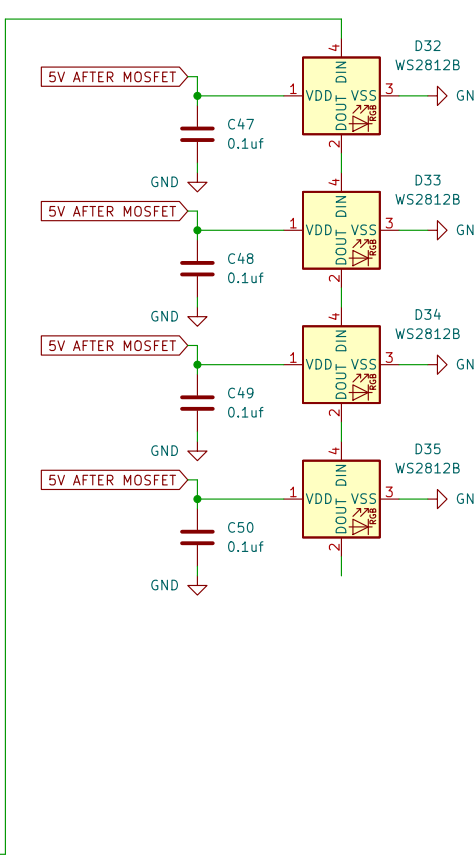 D32
WS2812B
4
DIN
5V AFTER MOSFET
1
VDD
VSS
3
GN
DOUT
RGB
2
C47
0.1uf
GND
D33
WS2812B
4
DIN
5V AFTER MOSFET
1
VDD
VSS
3
GN
DOUT
RGB
2
C48
0.1uf
GND
D34
WS2812B
4
DIN
5V AFTER MOSFET
1
VDD
VSS
3
GN
DOUT
RGB
2
C49
0.1uf
GND
D35
WS2812B
4
DIN
5V AFTER MOSFET
1
VDD
VSS
3
GN
DOUT
RGB
2
C50
0.1uf
GND